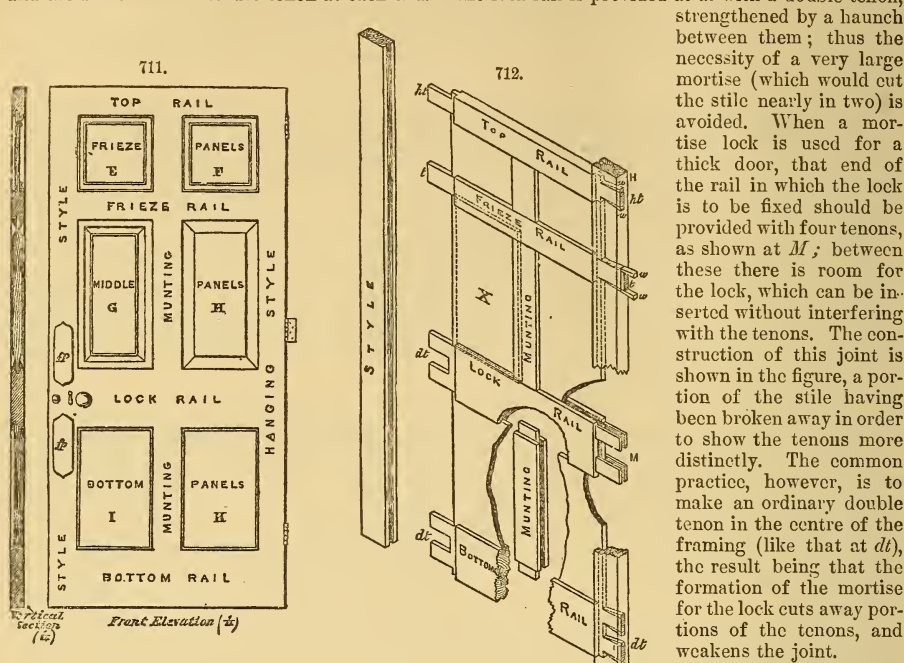 strengthened by a haunch
between them; thus the
necessity of a very large
mortise (which would cut
the stile nearly in two) is
avoided. When a mor-
tise lock is used for a
thick door, that end of
the rail in which the lock
is to be fixed should be
provided with four tenons,
as shown at M; between
these there is room for
the lock, which can be in-
serted without interfering
with the tenons. The con-
struction of this joint is
shown in the figure, a por-
tion of the stile having
been broken away in order
to show the tenons more
distinctly. The common
practice, however, is to
make an ordinary double
tenon in the centre of the
framing (like that at dt),
the result being that the
formation of the mortise
for the lock cuts away por-
tions of the tenons, and
weakens the joint.
711.
TOP RAIL
FRIEZE
E
PANELS
F
FRIEZE RAIL
STYLE
MIDDLE
G
MUNTING
PANELS
H
HANGING STYLE
fp
LOCK RAIL
fp
BOTTOM
I
MUNTING
PANELS
K
STYLE
BOTTOM RAIL
Vertical
Section
Front Elevation
712.
STYLE
ht
TOP RAIL
H
ht
w
t
FRIEZE RAIL
w
t
w
X
MUNTING
dt
LOCK RAIL
M
MUNTING
dt
BOTTOM
RAIL
dt